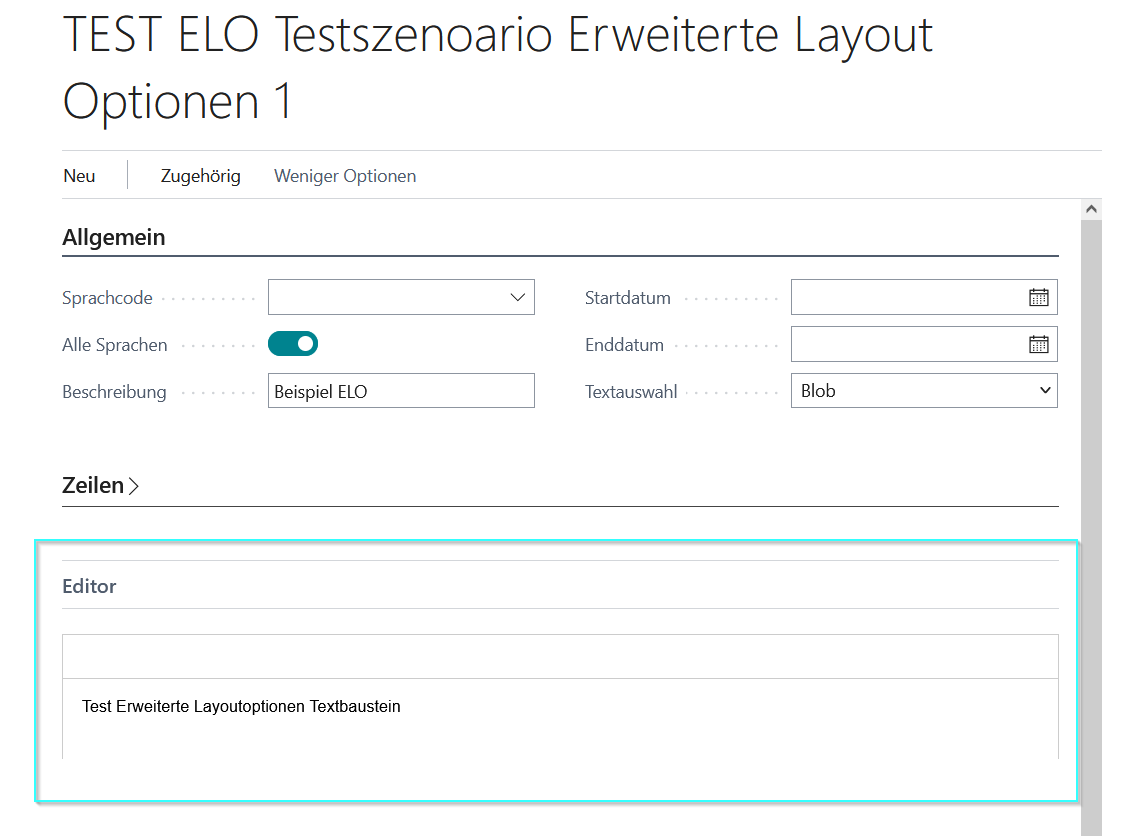 TEST ELO Testszenoario Erweiterte Layout
Optionen 1
Neu Zugehörig Weniger Optionen
Allgemein
Sprachcode Startdatum
Alle Sprachen Enddatum
Beschreibung Beispiel ELO Textauswahl Blob
Zeilen
Editor
Test Erweiterte Layoutoptionen Textbaustein